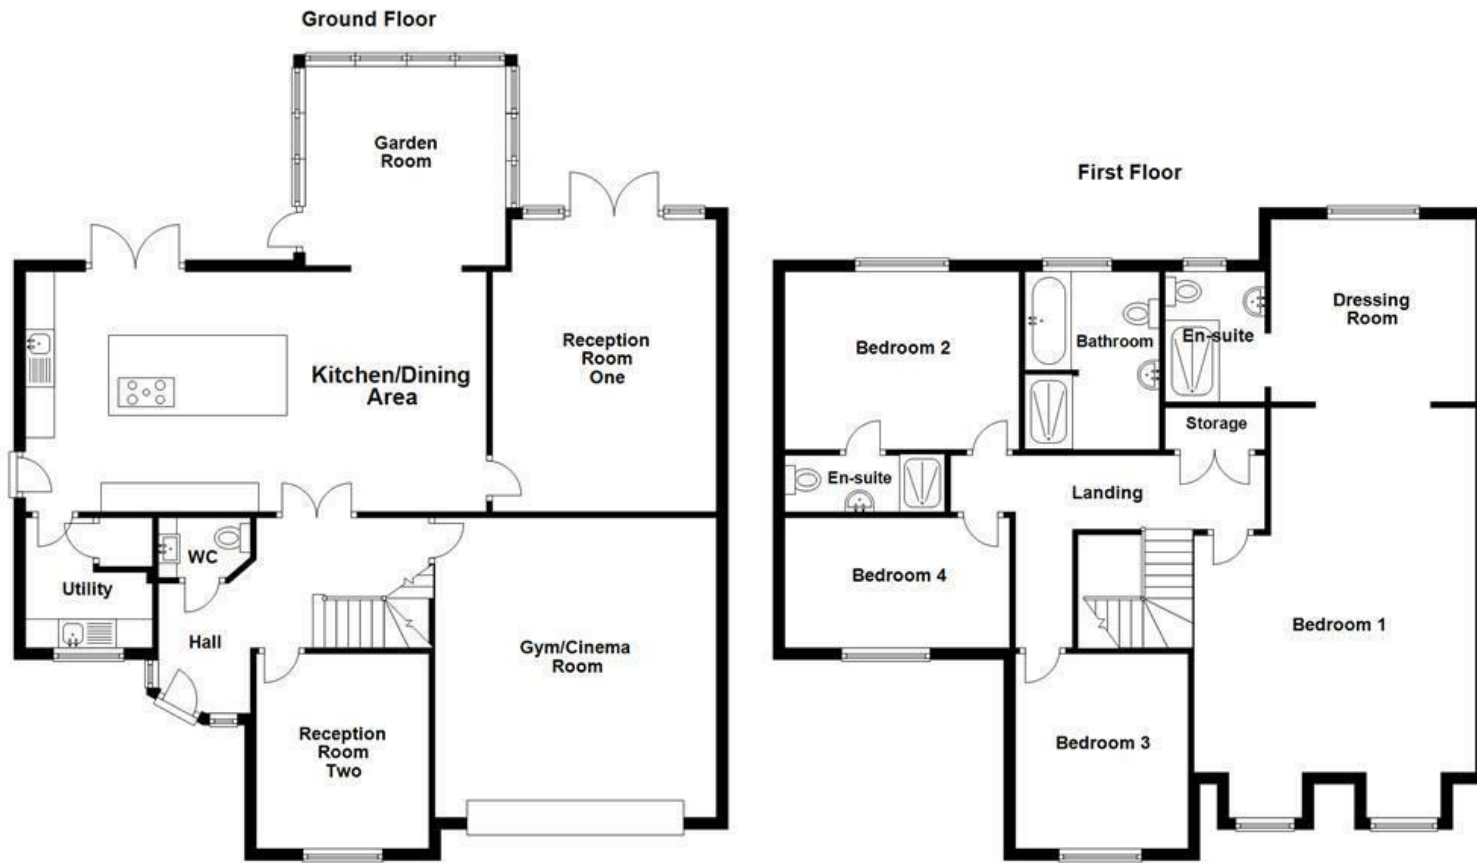 Ground Floor
Garden
Room
Reception
Room
One
Kitchen/Dining
Area
WC
Utility
Hall
Gym/Cinema
Room
Reception
Room
Two
First Floor
Dressing
Room
En-suite
Bathroom
Bedroom 2
Storage
En-suite
Landing
Bedroom 4
Bedroom 1
Bedroom 3